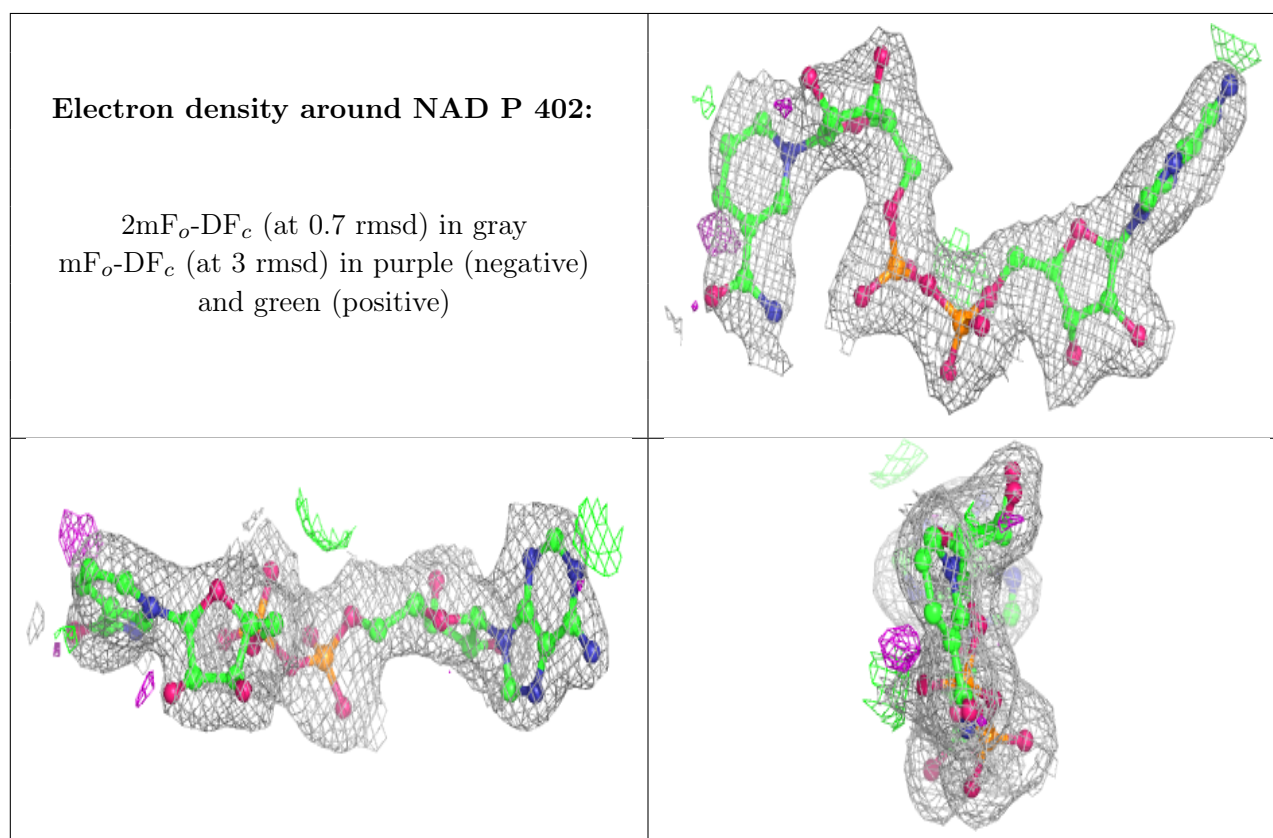 Electron density around NAD P 402:
2mFo-DFc (at 0.7 rmsd) in gray
mFo-DFc (at 3 rmsd) in purple (negative)
and green (positive)